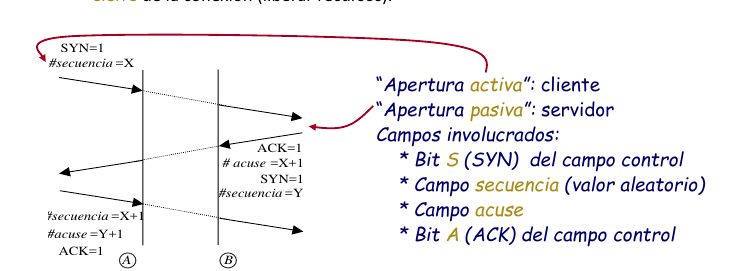 cierre de la conexión (liberar recursos).
SYN=1
#secuencia =X
ACK=1
# acuse =X+1
SYN=1
#secuencia=Y
#secuencia =X+1
#acuse=Y+1
ACK=1
A
B
“Apertura activa”: cliente
“Apertura pasiva”: servidor
Campos involucrados:
* Bit S (SYN) del campo control
* Campo secuencia (valor aleatorio)
* Campo acuse
* Bit A (ACK) del campo control